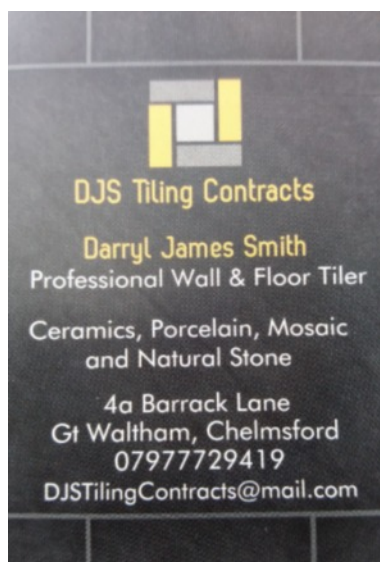 DJS Tiling Contracts
Darryl James Smith
Professional Wall & Floor Tiler
Ceramics, Porcelain, Mosaic
and Natural Stone
4a Barrack Lane
Gt Waltham, Chelmsford
07977729419
DJSTilingContracts@mail.com